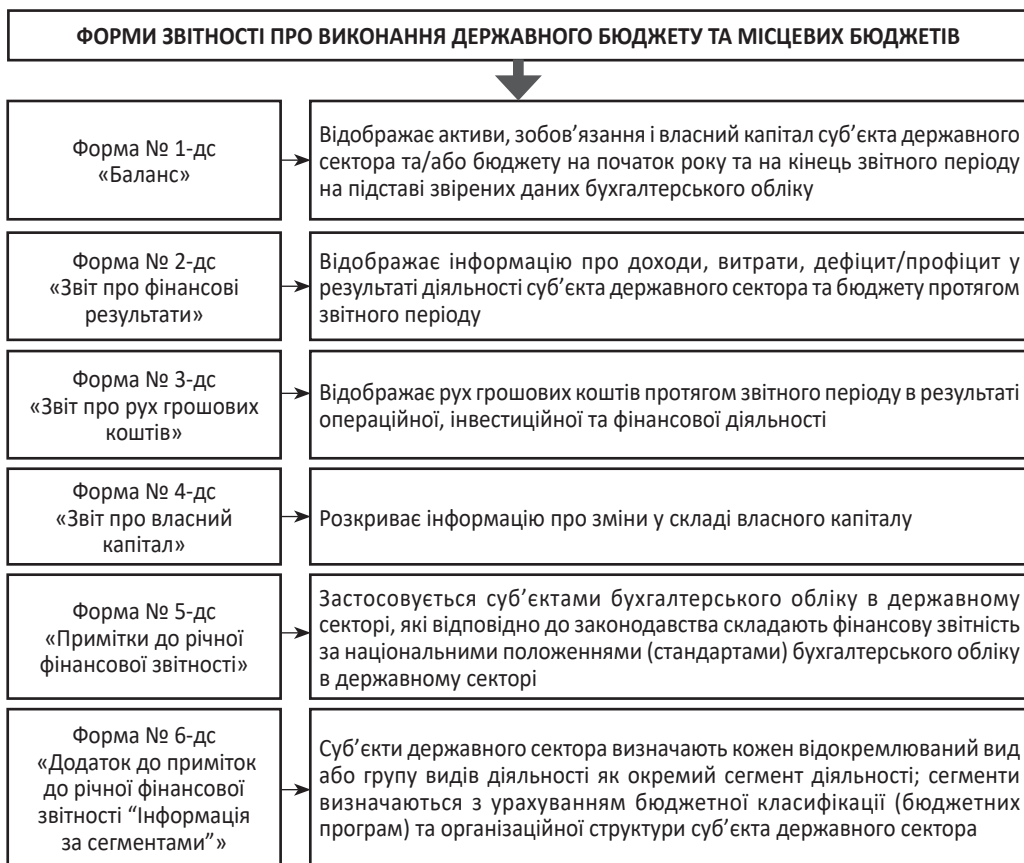 ФОРМИ ЗВІТНОСТІ ПРО ВИКОНАННЯ ДЕРЖАВНОГО БЮДЖЕТУ ТА МІСЦЕВИХ БЮДЖЕТІВ
Форма № 1-дс
«Баланс»
Відображає активи, зобов’язання і власний капітал суб’єкта державного
сектора та/або бюджету на початок року та на кінець звітного періоду
на підставі звірених даних бухгалтерського обліку
Форма № 2-дс
«Звіт про фінансові
результати»
Відображає інформацію про доходи, витрати, дефіцит/профіцит у
результаті діяльності суб’єкта державного сектора та бюджету протягом
звітного періоду
Форма № 3-дс
«Звіт про рух грошових
коштів»
Відображає рух грошових коштів протягом звітного періоду в результаті
операційної, інвестиційної та фінансової діяльності
Форма № 4-дс
«Звіт про власний
капітал»
Розкриває інформацію про зміни у складі власного капіталу
Форма № 5-дс
«Примітки до річної
фінансової звітності»
Застосовується суб’єктами бухгалтерського обліку в державному
секторі, які відповідно до законодавства складають фінансову звітність
за національними положеннями (стандартами) бухгалтерського обліку
в державному секторі
Форма № 6-дс
«Додаток до приміток
до річної фінансової
звітності “Інформація
за сегментами”»
Суб’єкти державного сектора визначають кожен відокремлюваний вид
або групу видів діяльності як окремий сегмент діяльності; сегменти
визначаються з урахуванням бюджетної класифікації (бюджетних
програм) та організаційної структури суб’єкта державного сектора